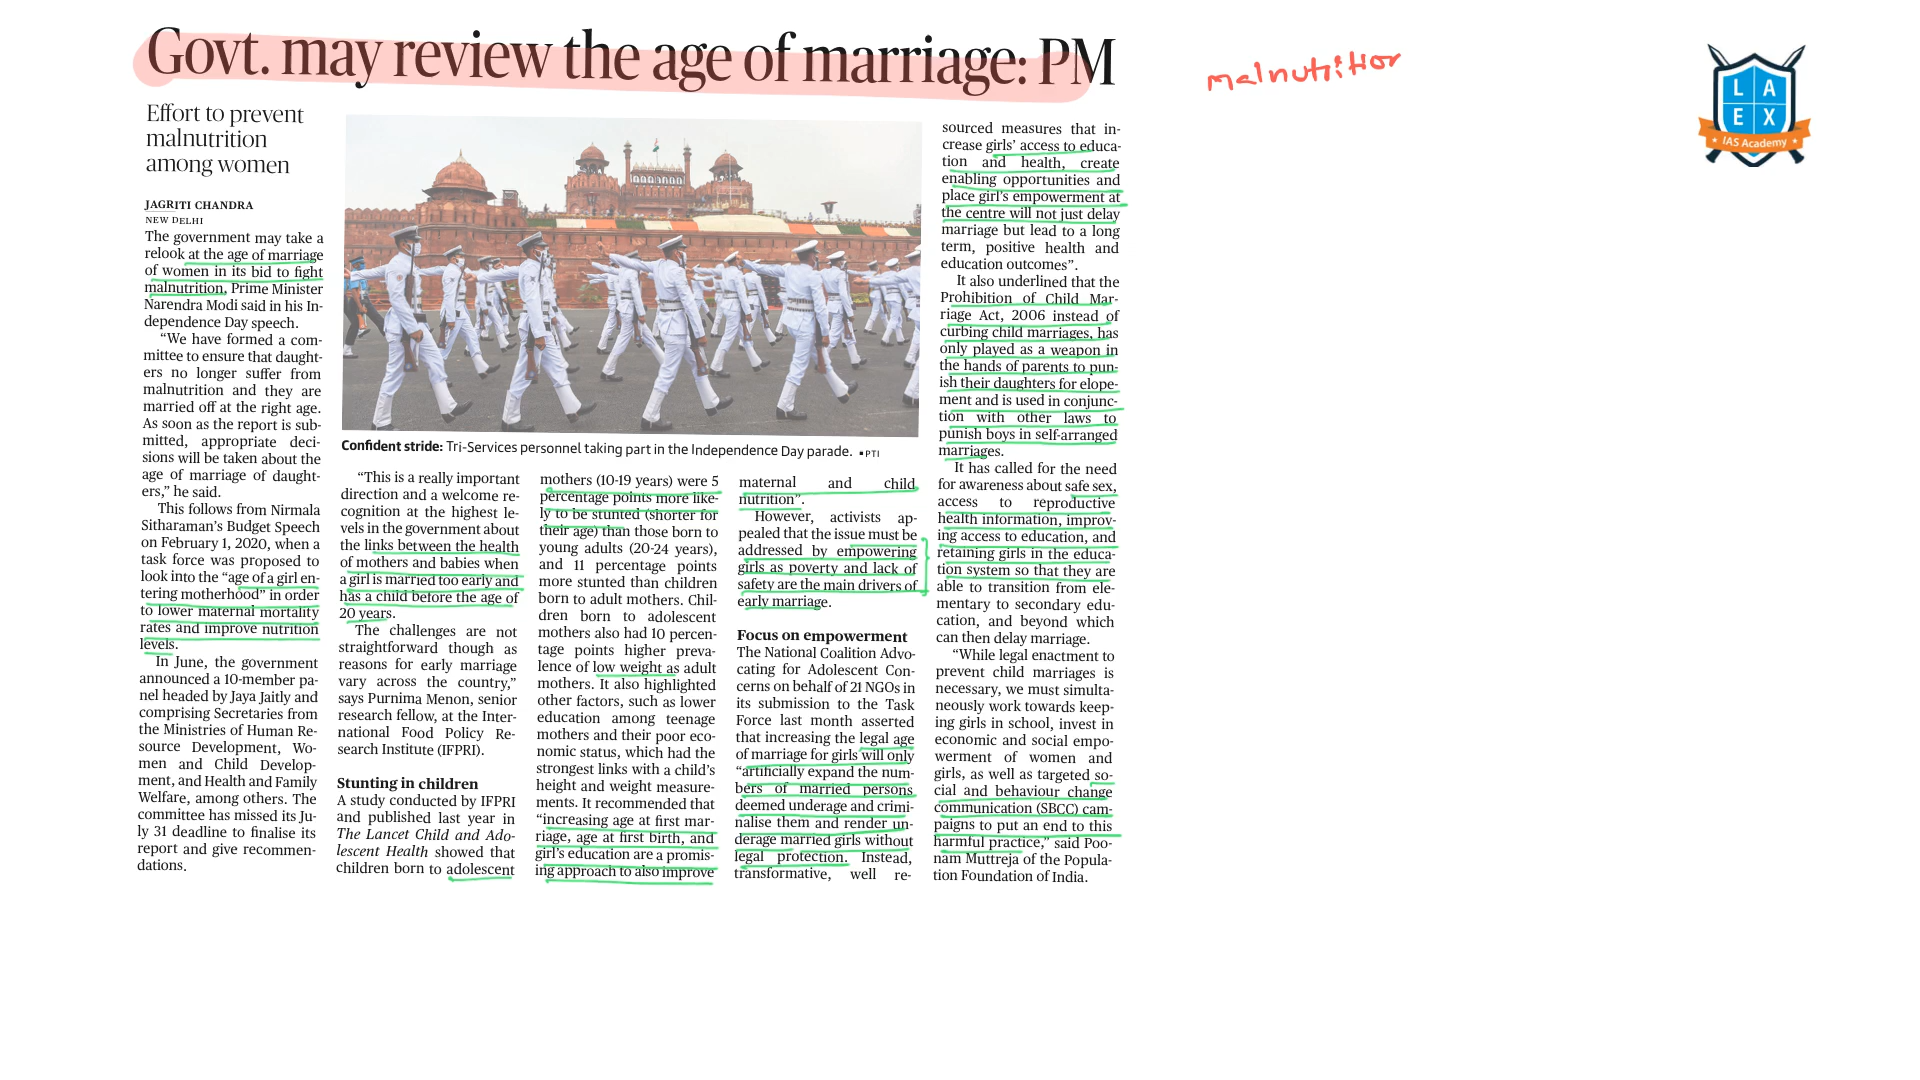 Govt. may review the age of marriage: PM
malnutrition
L A
E X
IAS Academy
Effort to prevent
malnutrition
among women
JAGRITI CHANDRA
NEW DELHI
The government may take a
relook at the age of marriage
of women in its bid to fight
malnutrition, Prime Minister
Narendra Modi said in his In-
dependence Day speech.
“We have formed a com-
mittee to ensure that daught-
ers no longer suffer from
malnutrition and they are
married off at the right age.
As soon as the report is sub-
mitted, appropriate deci-
sions will be taken about the
age of marriage of daught-
ers,” he said.
This follows from Nirmala
Sitharaman's Budget Speech
on February 1, 2020, when a
task force was proposed to
look into the “age of a girl en-
tering motherhood” in order
to lower maternal mortality
rates and improve nutrition
levels.
In June, the government
announced a 10-member pa-
nel headed by Jaya Jaitly and
comprising Secretaries from
the Ministries of Human Re-
source Development, Wo-
men and Child Develop-
ment, and Health and Family
Welfare, among others. The
committee has missed its Ju-
ly 31 deadline to finalise its
report and give recommen-
dations.
Confident stride: Tri-Services personnel taking part in the Independence Day parade. ▪PTI
“This is a really important
direction and a welcome re-
cognition at the highest le-
vels in the government about
the links between the health
of mothers and babies when
a girl is married too early and
has a child before the age of
20 years.
The challenges are not
straightforward though as
reasons for early marriage
vary across the country,”
says Purnima Menon, senior
research fellow, at the Inter-
national Food Policy Re-
search Institute (IFPRI).
Stunting in children
A study conducted by IFPRI
and published last year in
The Lancet Child and Ado-
lescent Health showed that
children born to adolescent
mothers (10-19 years) were 5
percentage points more like-
ly to be stunted (shorter for
their age) than those born to
young adults (20-24 years),
and 11 percentage points
more stunted than children
born to adult mothers. Chil-
dren born to adolescent
mothers also had 10 percen-
tage points higher preva-
lence of low weight as adult
mothers. It also highlighted
other factors, such as lower
education among teenage
mothers and their poor eco-
nomic status, which had the
strongest links with a child's
height and weight measure-
ments. It recommended that
“increasing age at first mar-
riage, age at first birth, and
girl's education are a promis-
ing approach to also improve
maternal and child
nutrition”.
However, activists ap-
pealed that the issue must be
addressed by empowering
girls as poverty and lack of
safety are the main drivers of
early marriage.
Focus on empowerment
The National Coalition Advo-
cating for Adolescent Con-
cerns on behalf of 21 NGOs in
its submission to the Task
Force last month asserted
that increasing the legal age
of marriage for girls will only
“artificially expand the num-
bers of married persons
deemed underage and crimi-
nalise them and render un-
derage married girls without
legal protection. Instead,
transformative, well re-
sourced measures that in-
crease girls' access to educa-
tion and health, create
enabling opportunities and
place girl's empowerment at
the centre will not just delay
marriage but lead to a long
term, positive health and
education outcomes”.
It also underlined that the
Prohibition of Child Mar-
riage Act, 2006 instead of
curbing child marriages, has
only played as a weapon in
the hands of parents to pun-
ish their daughters for elope-
ment and is used in conjunc-
tion with other laws to
punish boys in self-arranged
marriages.
It has called for the need
for awareness about safe sex,
access to reproductive
health information, improv-
ing access to education, and
retaining girls in the educa-
tion system so that they are
able to transition from ele-
mentary to secondary edu-
cation, and beyond which
can then delay marriage.
“While legal enactment to
prevent child marriages is
necessary, we must simulta-
neously work towards keep-
ing girls in school, invest in
economic and social empo-
werment of women and
girls, as well as targeted so-
cial and behaviour change
communication (SBCC) cam-
paigns to put an end to this
harmful practice,” said Poo-
nam Muttreja of the Popula-
tion Foundation of India.